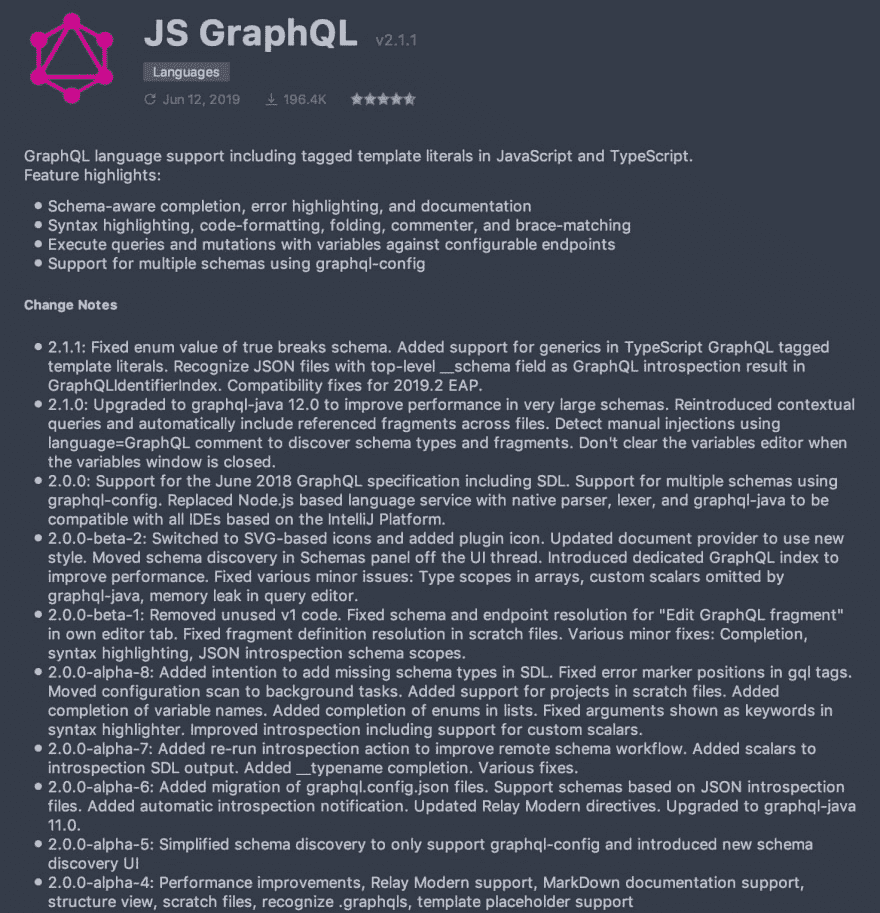 JS GraphQL v2.1.1
Languages
Jun 12, 2019 196.4K
GraphQL language support including tagged template literals in JavaScript and TypeScript.
Feature highlights:
• Schema-aware completion, error highlighting, and documentation
• Syntax highlighting, code-formatting, folding, commenter, and brace-matching
• Execute queries and mutations with variables against configurable endpoints
• Support for multiple schemas using graphql-config
Change Notes
• 2.1.1: Fixed enum value of true breaks schema. Added support for generics in TypeScript GraphQL tagged
template literals. Recognize JSON files with top-level __schema field as GraphQL introspection result in
GraphQLIdentifierIndex. Compatibility fixes for 2019.2 EAP.
• 2.1.0: Upgraded to graphql-java 12.0 to improve performance in very large schemas. Reintroduced contextual
queries and automatically include referenced fragments across files. Detect manual injections using
language=GraphQL comment to discover schema types and fragments. Don't clear the variables editor when
the variables window is closed.
• 2.0.0: Support for the June 2018 GraphQL specification including SDL. Support for multiple schemas using
graphql-config. Replaced Node.js based language service with native parser, lexer, and graphql-java to be
compatible with all IDEs based on the IntelliJ Platform.
• 2.0.0-beta-2: Switched to SVG-based icons and added plugin icon. Updated document provider to use new
style. Moved schema discovery in Schemas panel off the UI thread. Introduced dedicated GraphQL index to
improve performance. Fixed various minor issues: Type scopes in arrays, custom scalars omitted by
graphql-java, memory leak in query editor.
• 2.0.0-beta-1: Removed unused v1 code. Fixed schema and endpoint resolution for "Edit GraphQL fragment"
in own editor tab. Fixed fragment definition resolution in scratch files. Various minor fixes: Completion,
syntax highlighting, JSON introspection schema scopes.
• 2.0.0-alpha-8: Added intention to add missing schema types in SDL. Fixed error marker positions in gql tags.
Moved configuration scan to background tasks. Added support for projects in scratch files. Added
completion of variable names. Added completion of enums in lists. Fixed arguments shown as keywords in
syntax highlighter. Improved introspection including support for custom scalars.
• 2.0.0-alpha-7: Added re-run introspection action to improve remote schema workflow. Added scalars to
introspection SDL output. Added __typename completion. Various fixes.
• 2.0.0-alpha-6: Added migration of graphql.config.json files. Support schemas based on JSON introspection
files. Added automatic introspection notification. Updated Relay Modern directives. Upgraded to graphql-java
11.0.
• 2.0.0-alpha-5: Simplified schema discovery to only support graphql-config and introduced new schema
discovery UI
• 2.0.0-alpha-4: Performance improvements, Relay Modern support, MarkDown documentation support,
structure view, scratch files, recognize .graphqls, template placeholder support